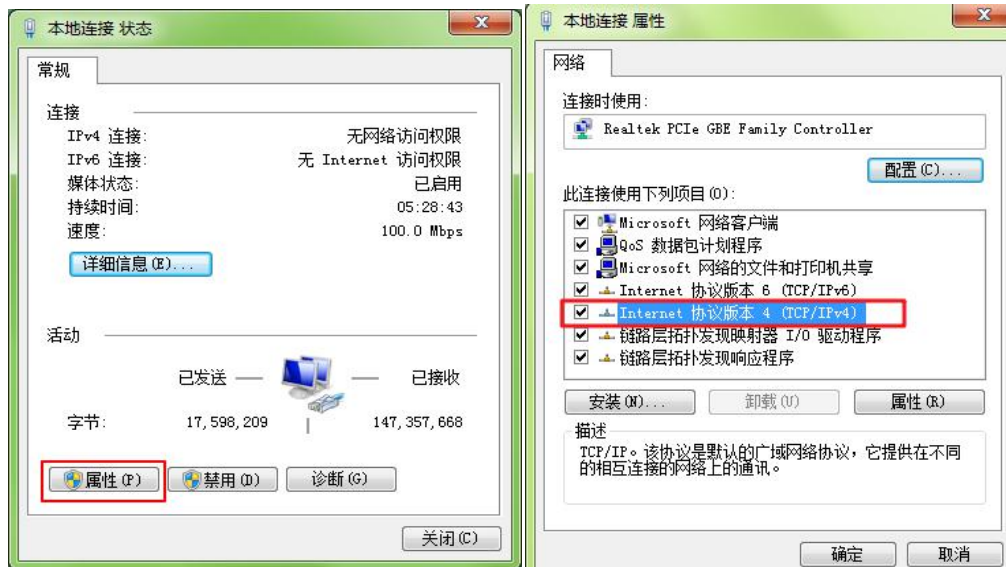 本地连接 状态
常规
连接
IPv4 连接: 无网络访问权限
IPv6 连接: 无 Internet 访问权限
媒体状态: 已启用
持续时间: 05:28:43
速度: 100.0 Mbps
详细信息(E)...
活动
已发送 — — 已接收
字节: 17,598,209 | 147,357,668
属性(P) 禁用(D) 诊断(G)
关闭(C)
本地连接 属性
网络
连接时使用:
Realtek PCIe GBE Family Controller
配置(C)...
此连接使用下列项目(O):
Microsoft 网络客户端
QoS 数据包计划程序
Microsoft 网络的文件和打印机共享
Internet 协议版本 6 (TCP/IPv6)
Internet 协议版本 4 (TCP/IPv4)
链路层拓扑发现映射器 I/O 驱动程序
链路层拓扑发现响应程序
安装(N)... 卸载(U) 属性(R)
描述
TCP/IP。该协议是默认的广域网络协议，它提供在不同
的相互连接的网络上的通讯。
确定 取消